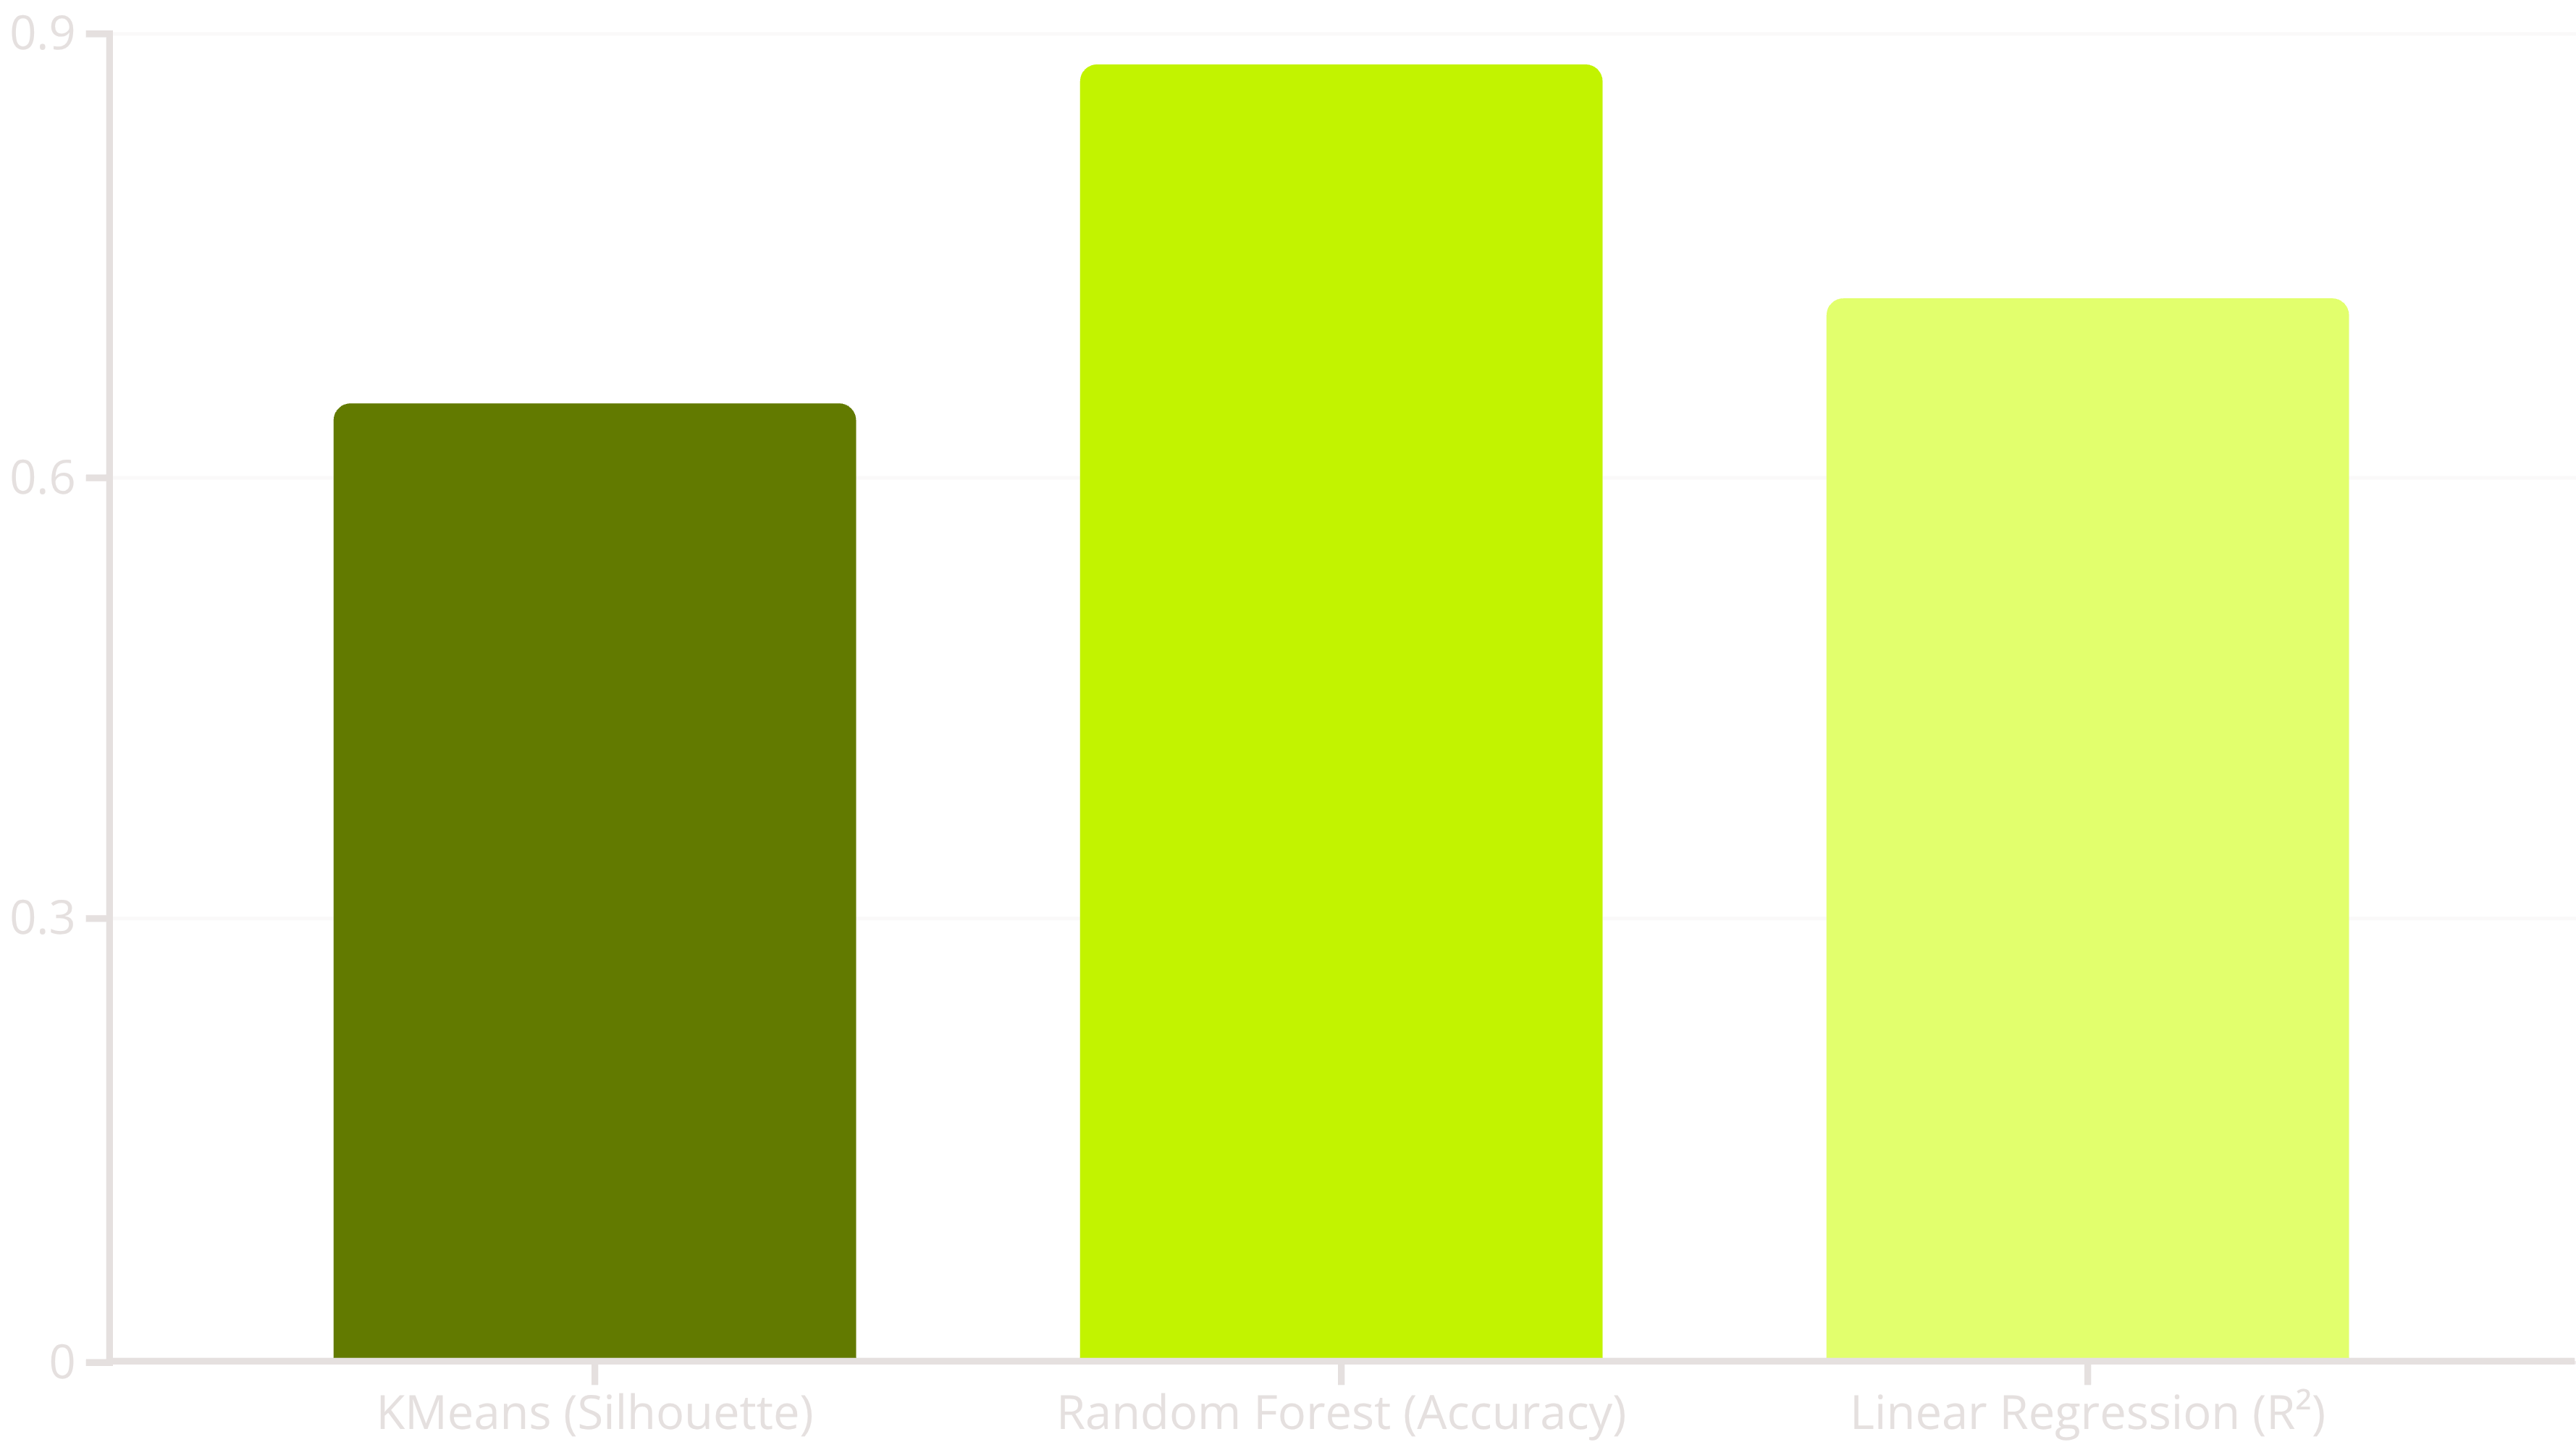 0.9
0.6
0.3
0
KMeans (Silhouette)
Random Forest (Accuracy)
Linear Regression (R²)